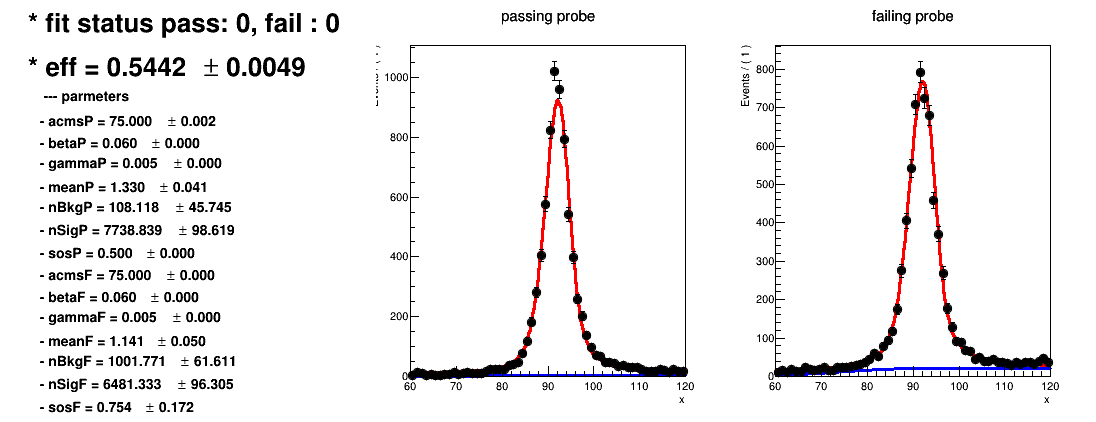 * fit status pass: 0, fail : 0
* eff = 0.5442 ± 0.0049
--- parmeters
- acmsP = 75.000 ± 0.002
- betaP = 0.060 ± 0.000
- gammaP = 0.005 ± 0.000
- meanP = 1.330 ± 0.041
- nBkgP = 108.118 ± 45.745
- nSigP = 7738.839 ± 98.619
- sosP = 0.500 ± 0.000
- acmsF = 75.000 ± 0.000
- betaF = 0.060 ± 0.000
- gammaF = 0.005 ± 0.000
- meanF = 1.141 ± 0.050
- nBkgF = 1001.771 ± 61.611
- nSigF = 6481.333 ± 96.305
- sosF = 0.754 ± 0.172
passing probe
1000
800
600
400
200
0
60 70 80 90 100 110 120
x
failing probe
Events / ( 1 )
800
700
600
500
400
300
200
100
0
60 70 80 90 100 110 120
x